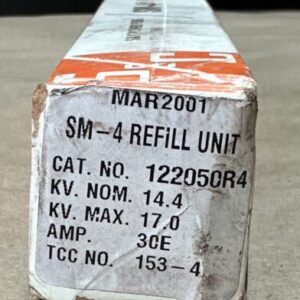 MAR2001
SM-4 REFILL UNIT
CAT. NO. 122050R4
KV. NOM. 14.4
KV. MAX. 17.0
AMP. 30E
TCC NO. 153-4